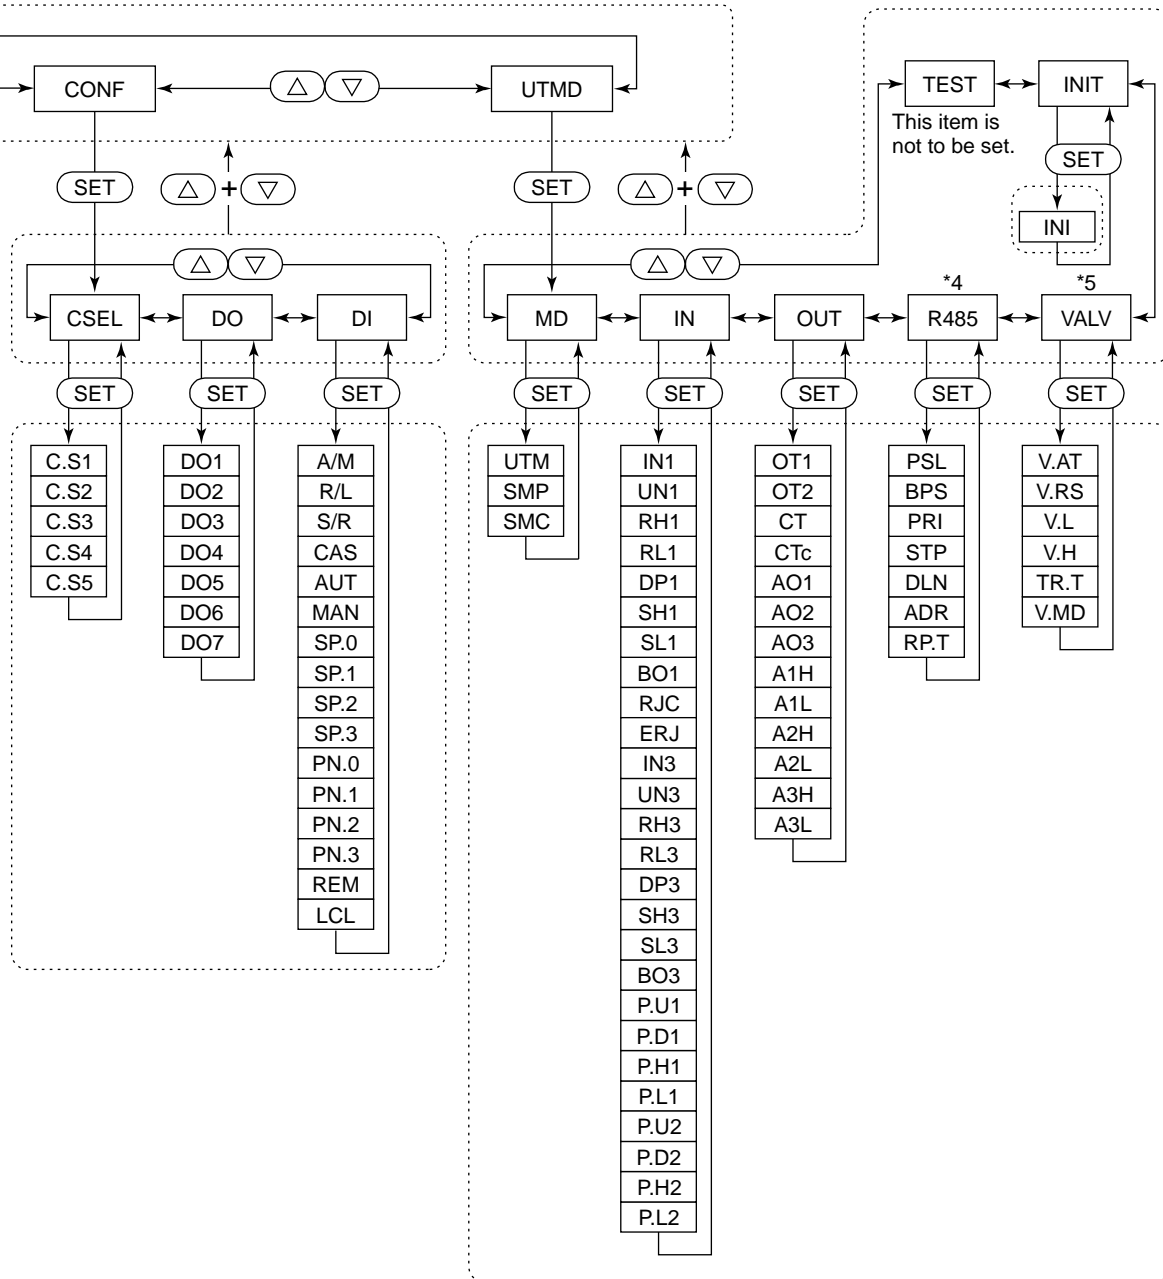 CONF
UTMD
TEST
INIT
This item is
not to be set.
SET
INI
SET
+
SET
+
*4
*5
CSEL
DO
DI
MD
IN
OUT
R485
VALV
SET
SET
SET
SET
SET
SET
SET
SET
C.S1
C.S2
C.S3
C.S4
C.S5
DO1
DO2
DO3
DO4
DO5
DO6
DO7
A/M
R/L
S/R
CAS
AUT
MAN
SP.0
SP.1
SP.2
SP.3
PN.0
PN.1
PN.2
PN.3
REM
LCL
UTM
SMP
SMC
IN1
UN1
RH1
RL1
DP1
SH1
SL1
BO1
RJC
ERJ
IN3
UN3
RH3
RL3
DP3
SH3
SL3
BO3
P.U1
P.D1
P.H1
P.L1
P.U2
P.D2
P.H2
P.L2
OT1
OT2
CT
CTc
AO1
AO2
AO3
A1H
A1L
A2H
A2L
A3H
A3L
PSL
BPS
PRI
STP
DLN
ADR
RP.T
V.AT
V.RS
V.L
V.H
TR.T
V.MD